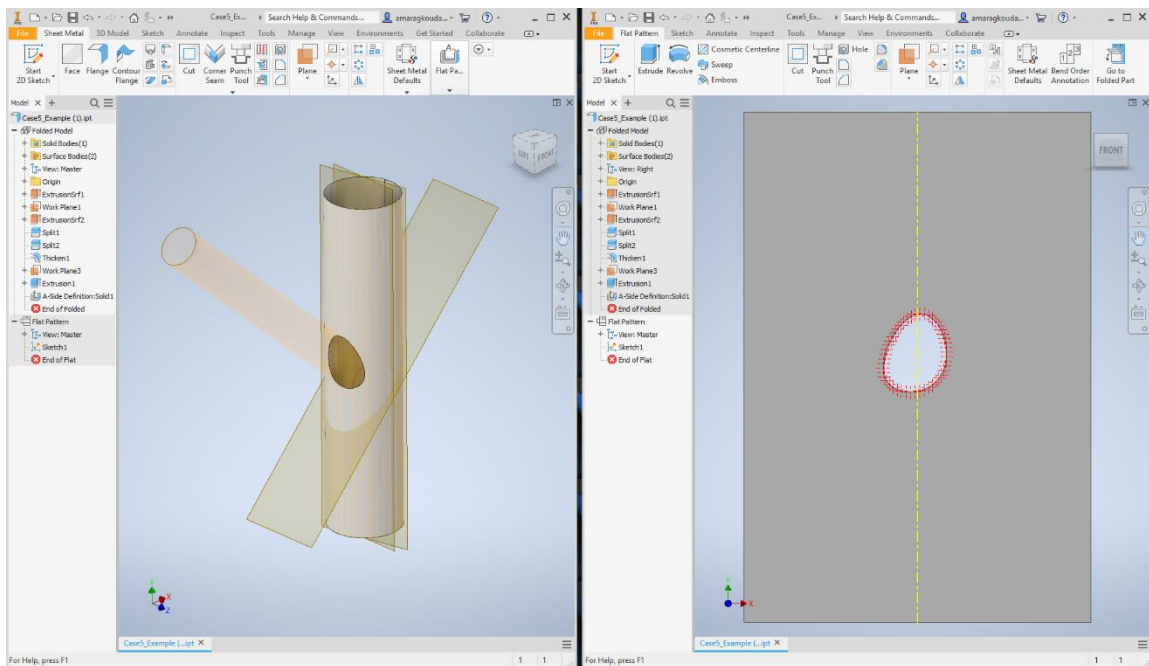 Case5_Ex...
Search Help & Commands...
amaragkouda...
File
Sheet Metal
3D Model
Sketch
Annotate
Inspect
Tools
Manage
View
Environments
Get Started
Collaborate
Start
2D Sketch
Face
Flange
Contour
Flange
Cut
Corner
Seam
Punch
Tool
Plane
Sheet Metal
Defaults
Flat Pa...
Model
Case5_Example (1).ipt
Folded Model
Solid Bodies(1)
Surface Bodies(2)
View: Master
Origin
ExtrusionSrf1
Work Plane1
ExtrusionSrf2
Split1
Split2
Thicken1
Work Plane3
Extrusion1
A-Side Definition:Solid1
End of Folded
Flat Pattern
View: Master
Sketch1
End of Flat
LEFT
FRONT
Y
X
Z
Case5_Example (...ipt
For Help, press F1
1 1
Case5_Ex...
Search Help & Commands...
amaragkouda...
File
Flat Pattern
Sketch
Annotate
Inspect
Tools
Manage
View
Environments
Collaborate
Start
2D Sketch
Extrude
Revolve
Cosmetic Centerline
Sweep
Emboss
Cut
Punch
Tool
Hole
Plane
Sheet Metal
Defaults
Bend Order
Annotation
Go to
Folded Part
Model
Case5_Example (1).ipt
Folded Model
Solid Bodies(1)
Surface Bodies(2)
View: Right
Origin
ExtrusionSrf1
Work Plane1
ExtrusionSrf2
Split1
Split2
Thicken1
Work Plane3
Extrusion1
A-Side Definition:Solid1
End of Folded
Flat Pattern
View: Master
Sketch1
End of Flat
FRONT
Y
X
Case5_Example (...ipt
For Help, press F1
1 1